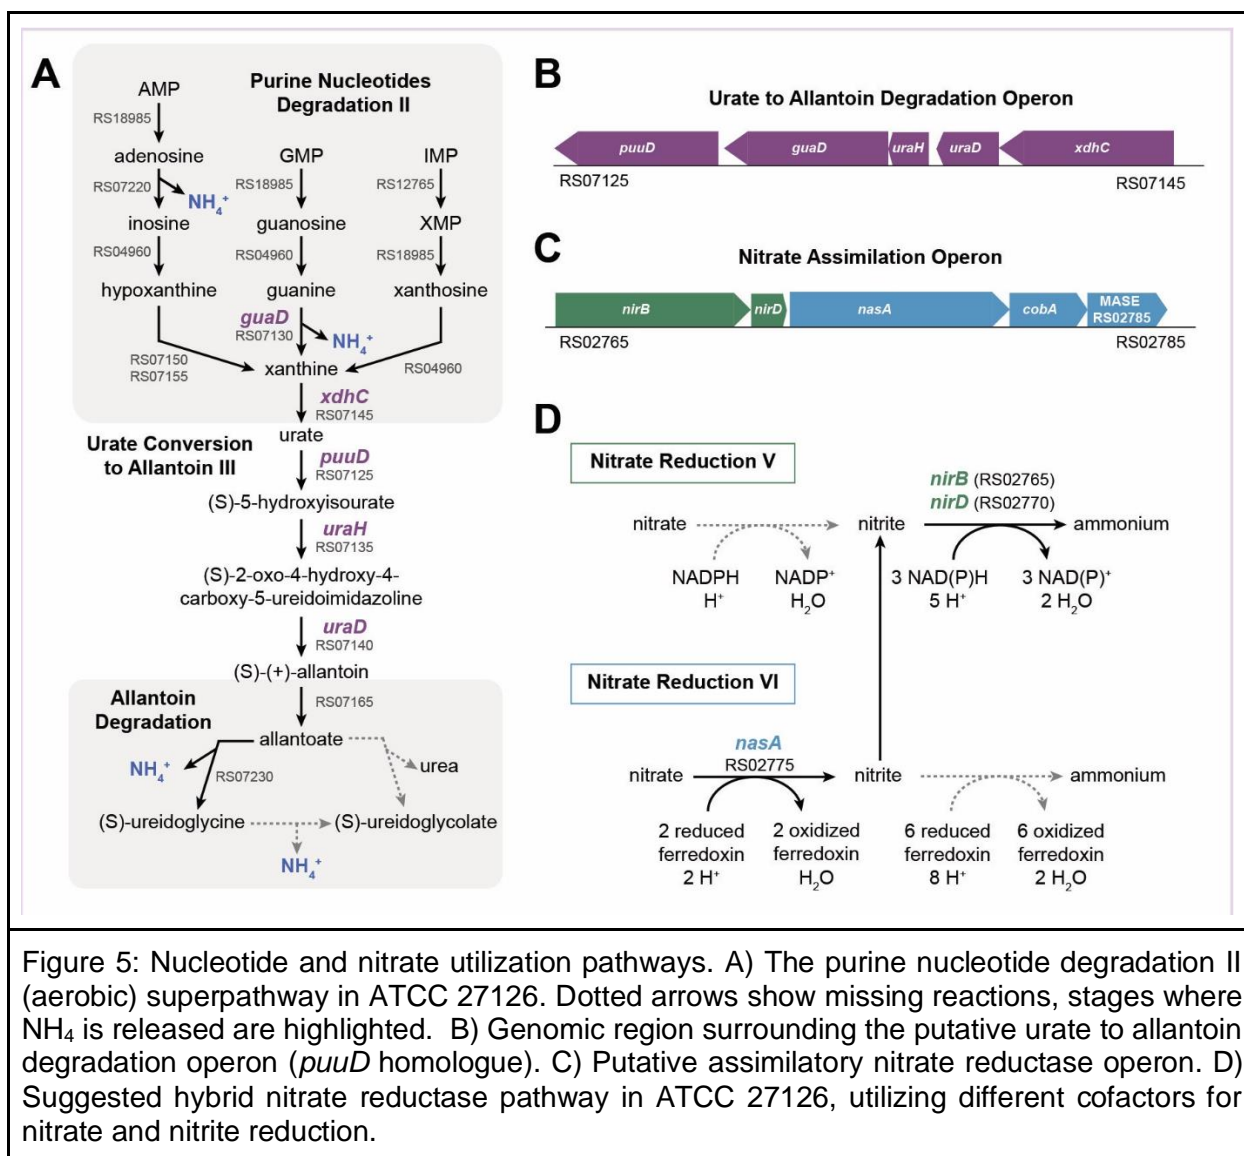 A
Purine Nucleotides
Degradation II
AMP
RS18985
adenosine
GMP
IMP
RS07220
NH4+
RS18985
RS12765
inosine
guanosine
XMP
RS04960
RS04960
RS18985
hypoxanthine
guanine
xanthosine
guaD
RS07130
NH4+
RS07150
RS07155
xanthine
RS04960
xdhC
RS07145
Urate Conversion
to Allantoin III
urate
puuD
RS07125
(S)-5-hydroxyisourate
uraH
RS07135
(S)-2-oxo-4-hydroxy-4-
carboxy-5-ureidoimidazoline
uraD
RS07140
(S)-(+)-allantoin
Allantoin
Degradation
RS07165
allantoate
NH4+
RS07230
urea
(S)-ureidoglycine
(S)-ureidoglycolate
NH4+
B
Urate to Allantoin Degradation Operon
puuD guaD uraH uraD xdhC
RS07125 RS07145
C
Nitrate Assimilation Operon
nirB nirD nasA cobA MASE
RS02785
RS02765 RS02785
D
Nitrate Reduction V
nirB (RS02765)
nirD (RS02770)
nitrate nitrite ammonium
NADPH NADP+ 3 NAD(P)H 3 NAD(P)+
H+ H2O 5 H+ 2 H2O
Nitrate Reduction VI
nasA
RS02775
nitrate nitrite ammonium
2 reduced 2 oxidized 6 reduced 6 oxidized
ferredoxin ferredoxin ferredoxin ferredoxin
2 H+ H2O 8 H+ 2 H2O
Figure 5: Nucleotide and nitrate utilization pathways. A) The purine nucleotide degradation II
(aerobic) superpathway in ATCC 27126. Dotted arrows show missing reactions, stages where
NH4 is released are highlighted. B) Genomic region surrounding the putative urate to allantoin
degradation operon (puuD homologue). C) Putative assimilatory nitrate reductase operon. D)
Suggested hybrid nitrate reductase pathway in ATCC 27126, utilizing different cofactors for
nitrate and nitrite reduction.